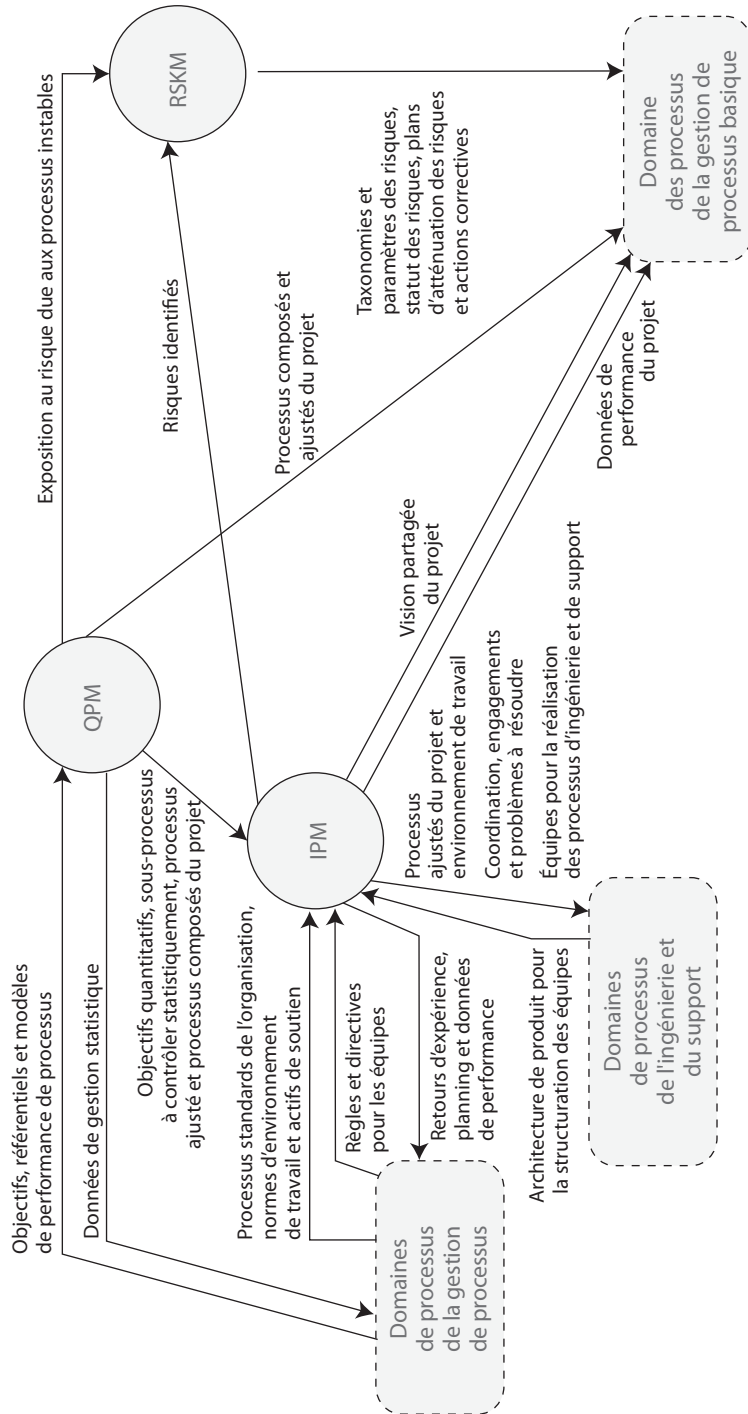 Objectifs, référentiels et modèles
de performance de processus
Données de gestion statistique
Exposition au risque due aux processus instables
QPM
RSKM
Objectifs quantitatifs, sous-processus
à contrôler statistiquement, processus
ajusté et processus composés du projet
Risques identifiés
Processus composés et
ajustés du projet
Taxonomies et
paramètres des risques,
statut des risques, plans
d'atténuation des risques
et actions correctives
Processus standards de l'organisation,
normes d'environnement
de travail et actifs de soutien
IPM
Règles et directives
pour les équipes
Retours d'expérience,
planning et données
de performance
Vision partagée
du projet
Données de
performance
du projet
Processus
ajustés du projet et
environnement de travail
Coordination, engagements
et problèmes à résoudre
Équipes pour la réalisation
des processus d'ingénierie et de support
Architecture de produit pour
la structuration des équipes
Domaines
de processus
de la gestion
de processus
Domaines
de processus
de l'ingénierie et
du support
Domaine
des processus
de la gestion de
processus basique